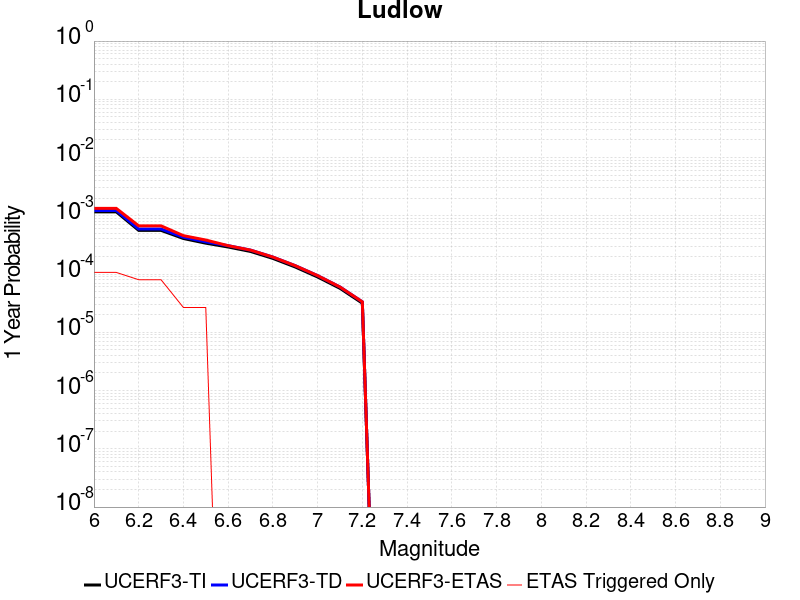 Ludlow
10^0
10^-1
10^-2
10^-3
10^-4
10^-5
10^-6
10^-7
10^-8
1 Year Probability
6 6.2 6.4 6.6 6.8 7 7.2 7.4 7.6 7.8 8 8.2 8.4 8.6 8.8 9
Magnitude
UCERF3-TI UCERF3-TD UCERF3-ETAS ETAS Triggered Only